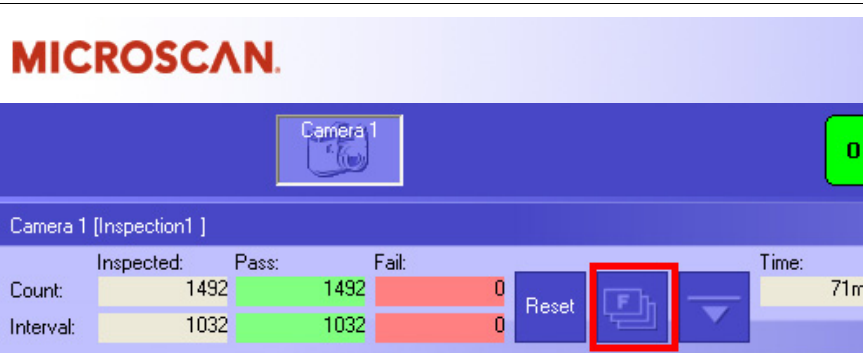 MICROSCAN.
Camera 1
Camera 1 [Inspection1 ]
Inspected: Pass: Fail: Time:
Count: 1492 1492 0 Reset F 71m
Interval: 1032 1032 0